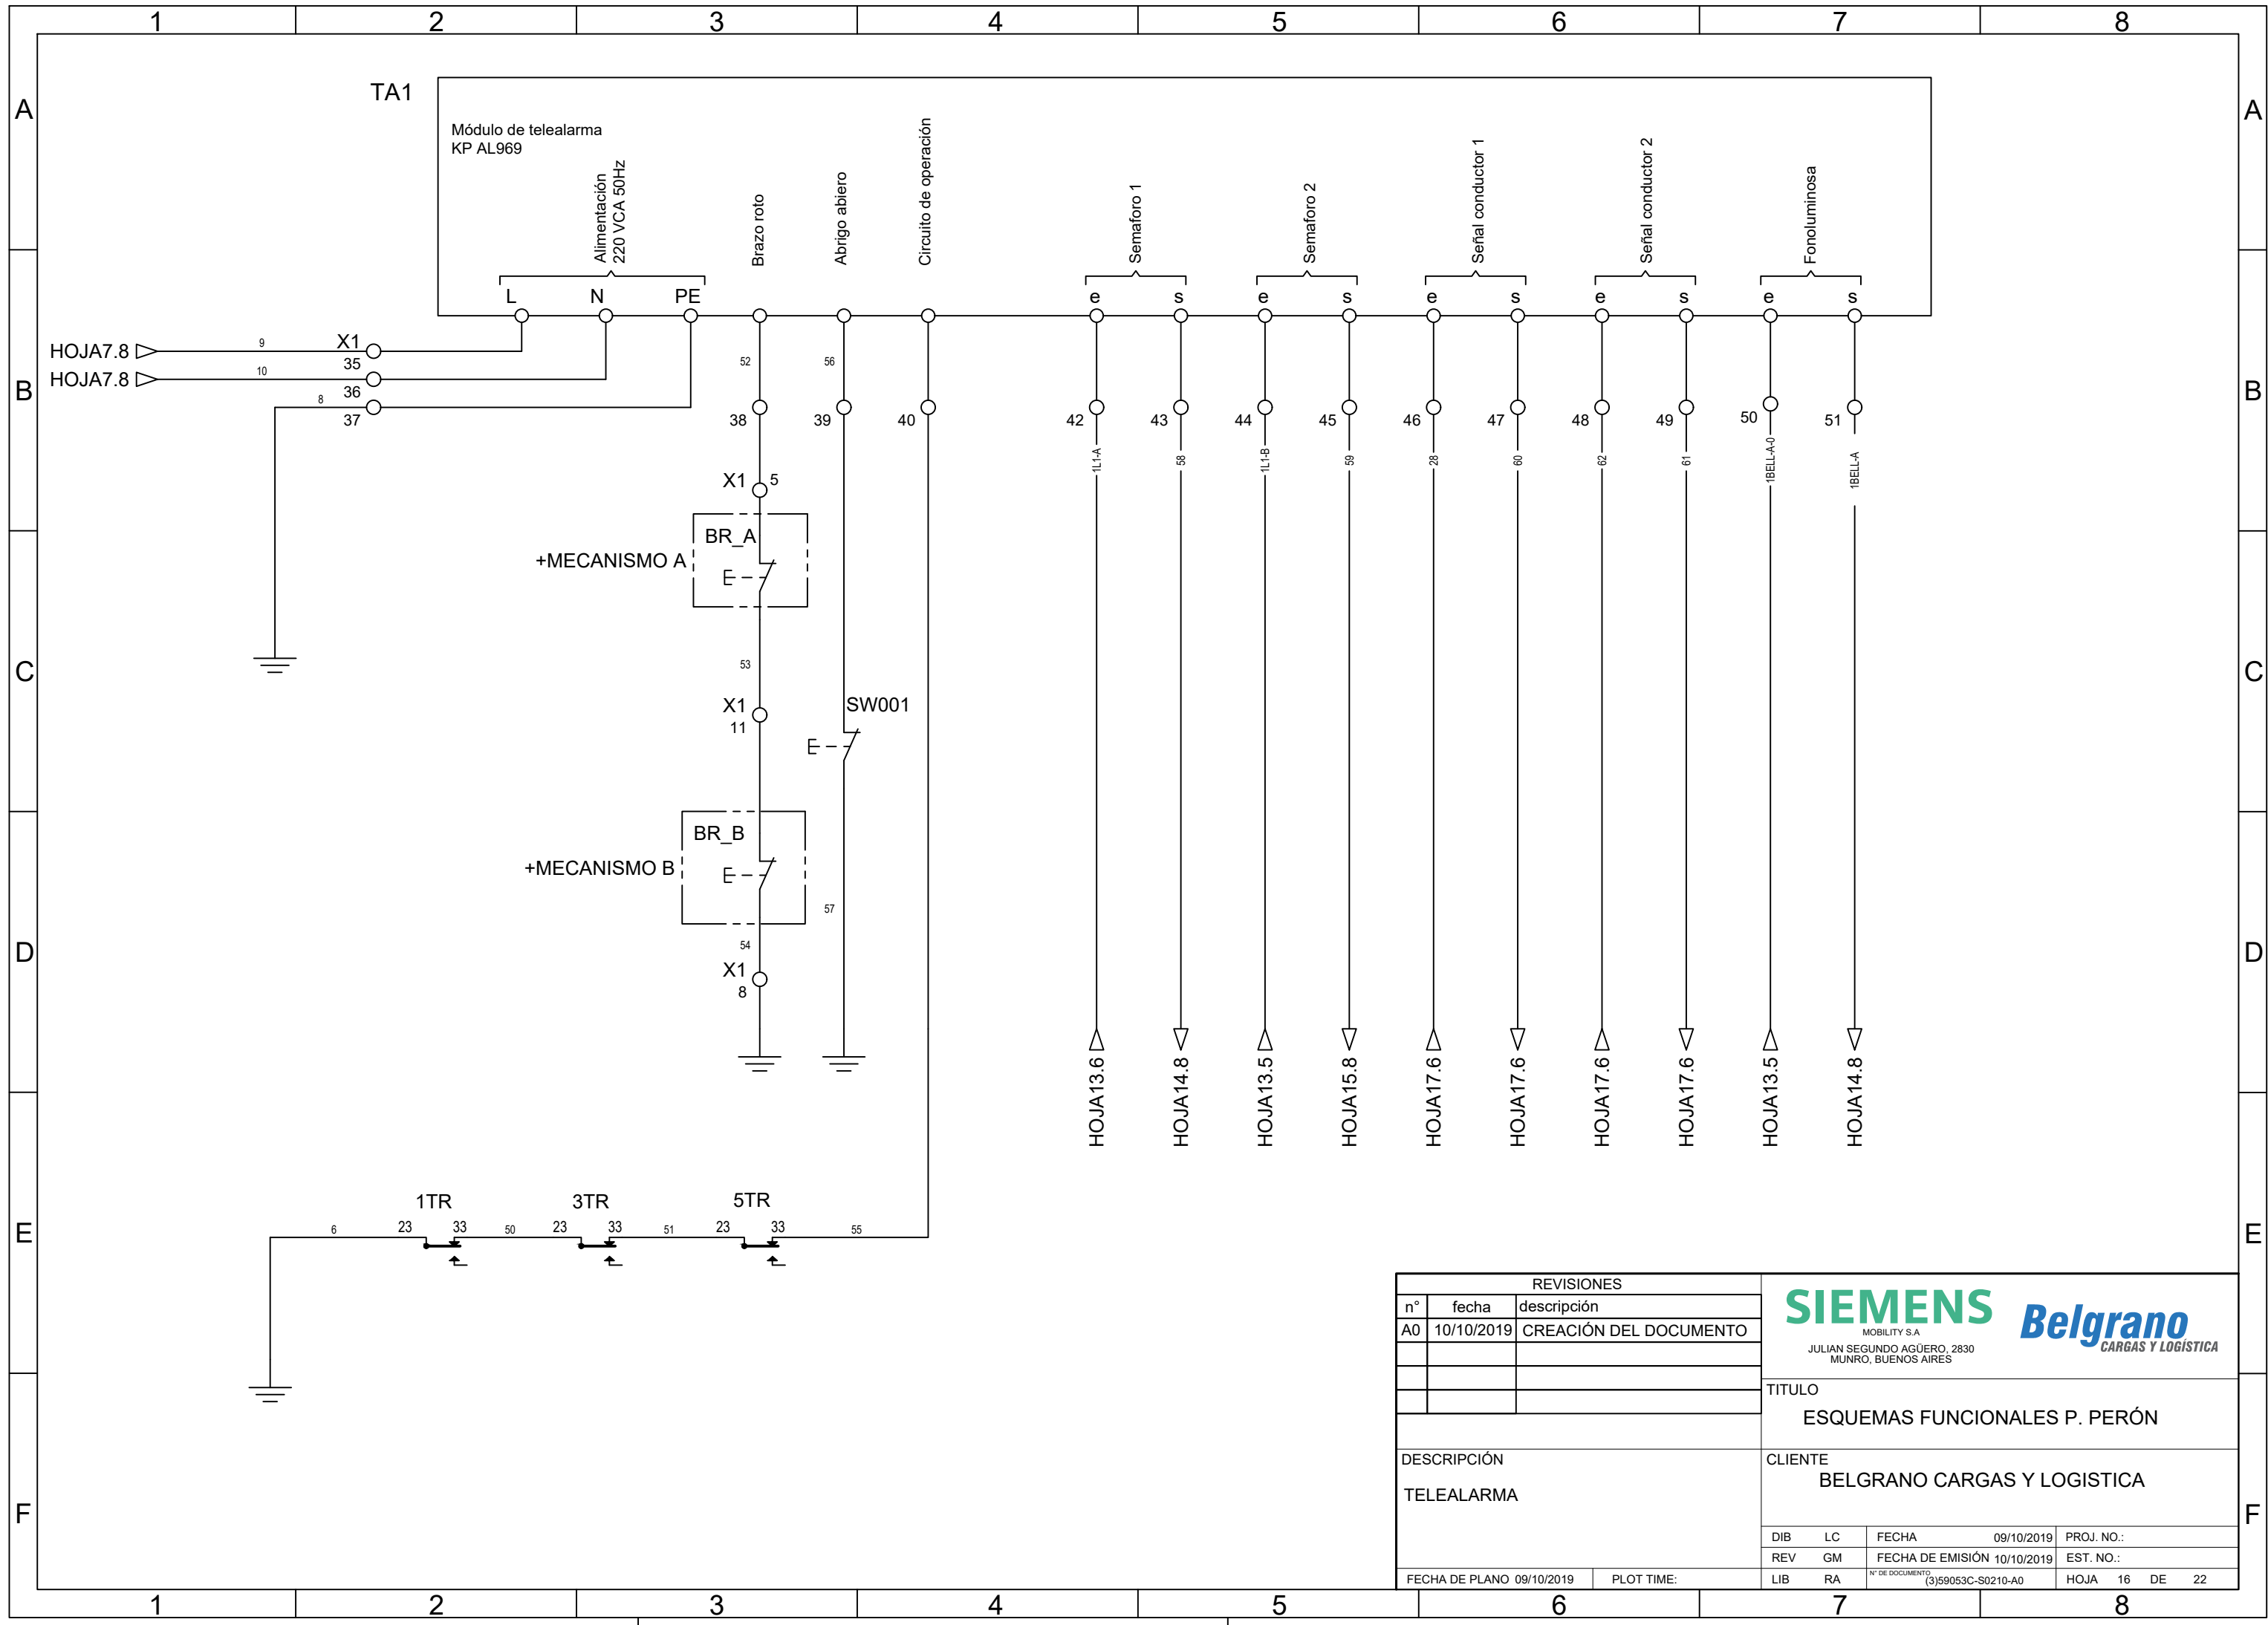 1 2 3 4 5 6 7 8
A A
TA1
Módulo de telealarma
KP AL969
Alimentación
220 VCA 50Hz
Brazo roto
Abrigo abiero
Circuito de operación
Semaforo 1
Semaforo 2
Señal conductor 1
Señal conductor 2
Fonoluminosa
L N PE e s e s e s e s e s
HOJA7.8 9 X1
35
HOJA7.8 10
36
8
37
52 56
B B
38 39 40 42 43 44 45 46 47 48 49 50 51
1L1-A 58 1L1-B 59 28 60 62 61 1BELL-A-0 1BELL-A
X1 5
BR_A
+MECANISMO A
53
C C
X1
11
SW001
BR_B
+MECANISMO B
57
54
D D
X1
8
HOJA13.6 HOJA14.8 HOJA13.5 HOJA15.8 HOJA17.6 HOJA17.6 HOJA17.6 HOJA17.6 HOJA13.5 HOJA14.8
1TR 3TR 5TR
6 23 33 50 23 33 51 23 33 55
E E
REVISIONES
n° fecha descripción
A0 10/10/2019 CREACIÓN DEL DOCUMENTO
SIEMENS
MOBILITY S.A
JULIAN SEGUNDO AGÜERO, 2830
MUNRO, BUENOS AIRES
Belgrano
CARGAS Y LOGÍSTICA
TITULO
ESQUEMAS FUNCIONALES P. PERÓN
DESCRIPCIÓN
TELEALARMA
CLIENTE
BELGRANO CARGAS Y LOGISTICA
F F
DIB LC FECHA 09/10/2019 PROJ. NO.:
REV GM FECHA DE EMISIÓN 10/10/2019 EST. NO.:
FECHA DE PLANO 09/10/2019 PLOT TIME: LIB RA N° DE DOCUMENTO (3)59053C-S0210-A0 HOJA 16 DE 22
1 2 3 4 5 6 7 8